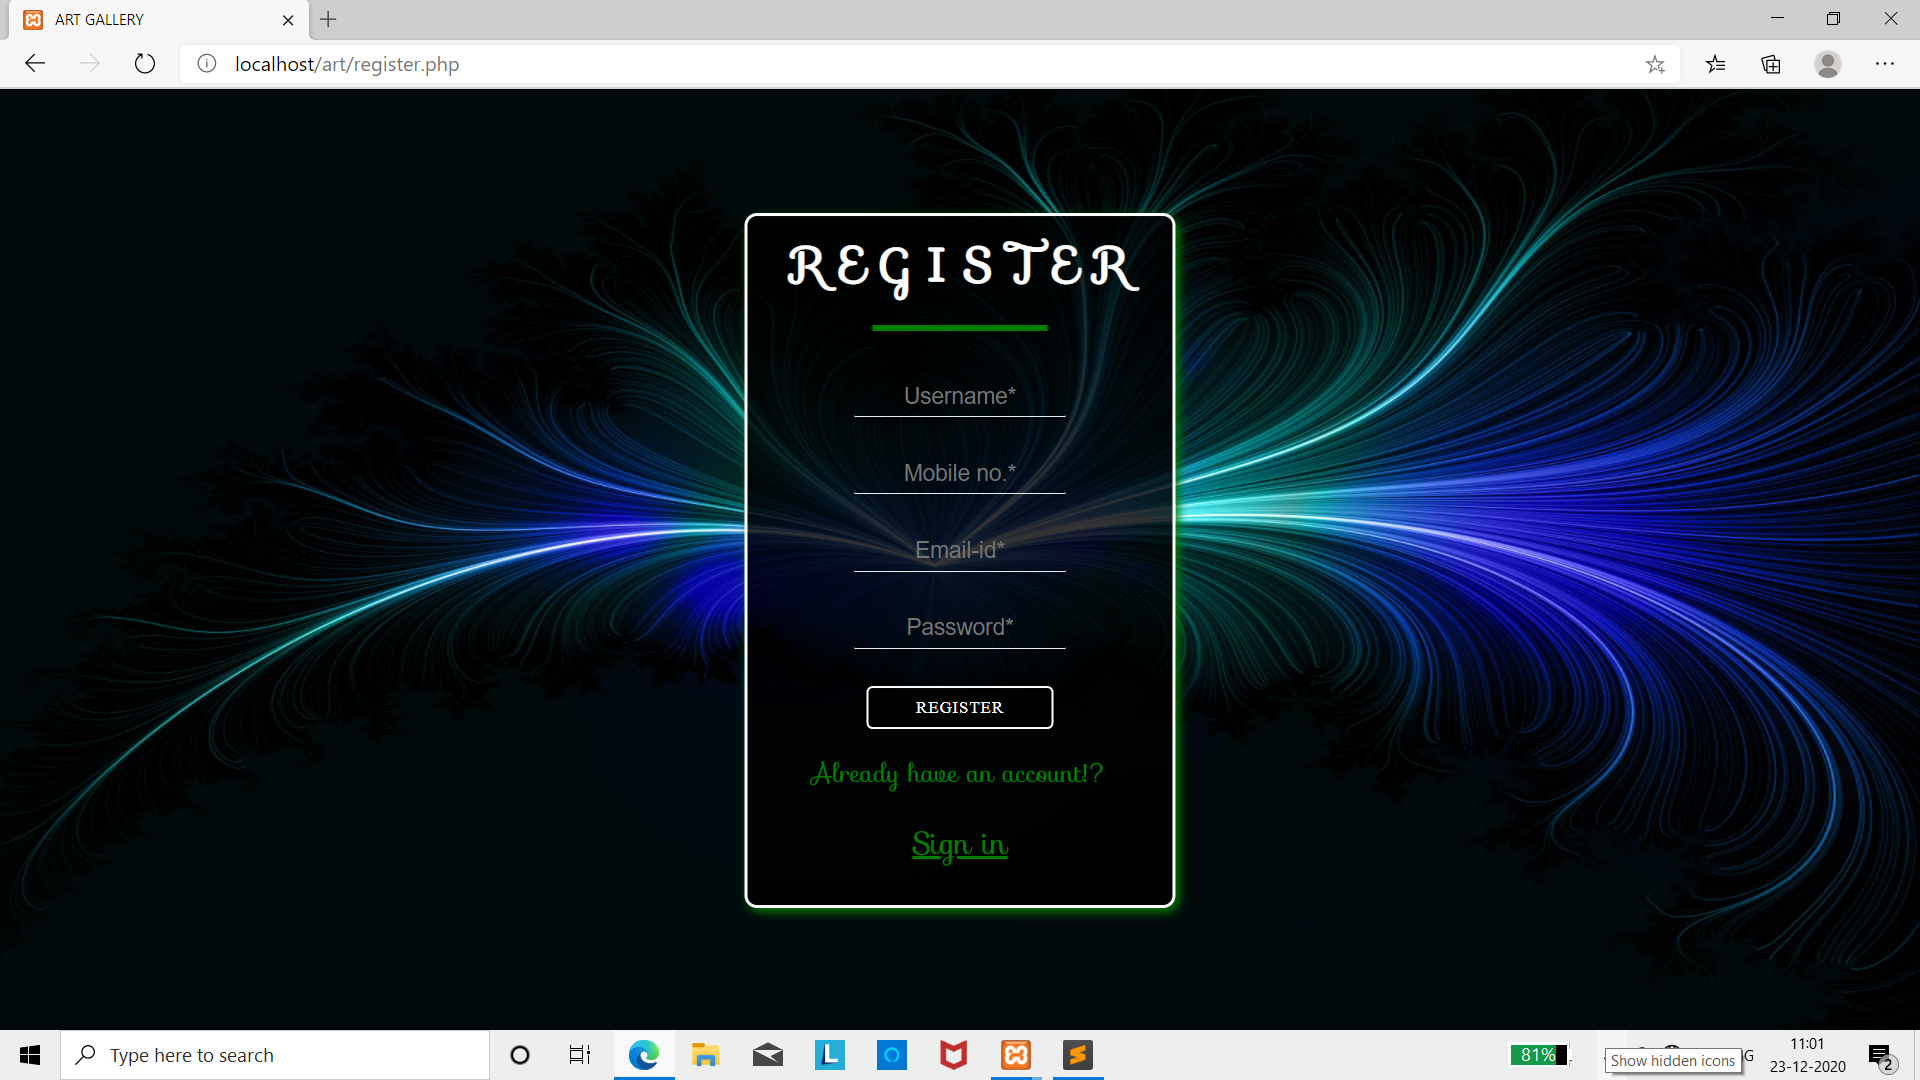 ART GALLERY
localhost/art/register.php
REGISTER
Username*
Mobile no.*
Email-id*
Password*
REGISTER
Already have an account!?
Sign in
Type here to search
81%
Show hidden icons
G
11:01
23-12-2020
2